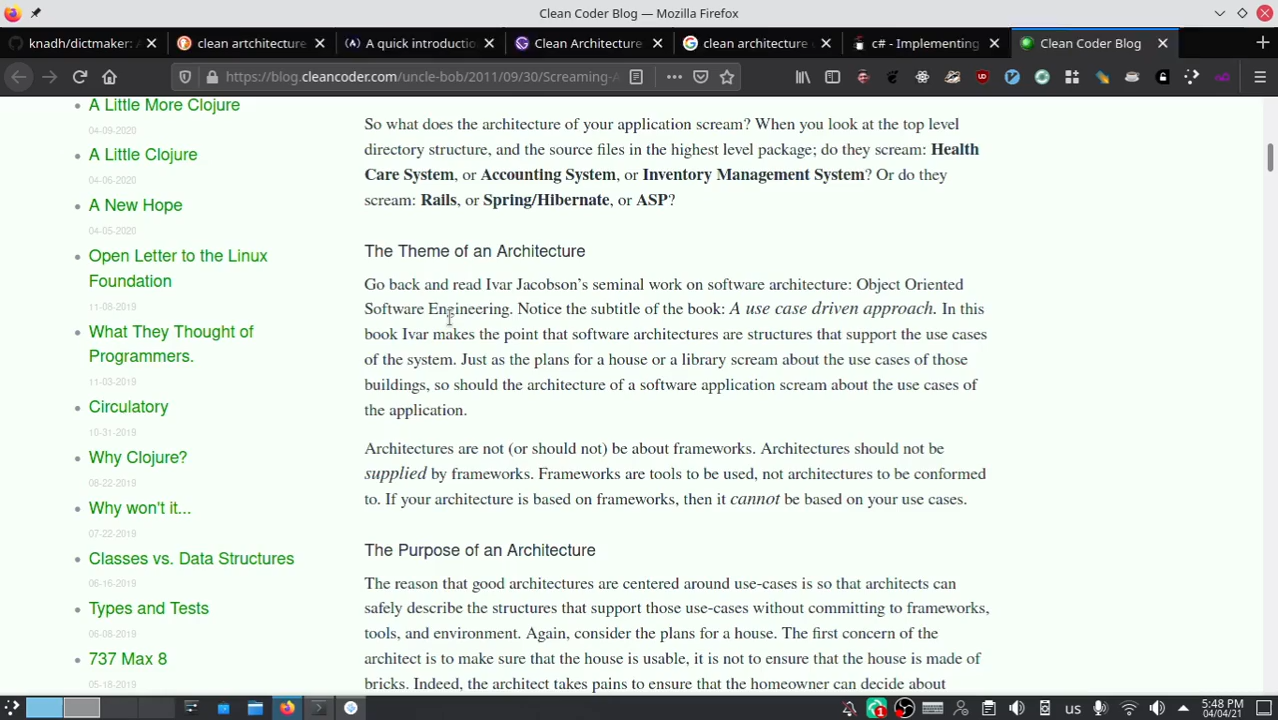 Clean Coder Blog — Mozilla Firefox
knadh/dictmaker: A
clean artchitecture
A quick introductio
Clean Architecture
clean architecture
c# - Implementing
Clean Coder Blog
https://blog.cleancoder.com/uncle-bob/2011/09/30/Screaming-A
A Little More Clojure
04-09-2020
A Little Clojure
04-06-2020
A New Hope
04-05-2020
Open Letter to the Linux
Foundation
11-08-2019
What They Thought of
Programmers.
11-03-2019
Circulatory
10-31-2019
Why Clojure?
08-22-2019
Why won't it...
07-22-2019
Classes vs. Data Structures
06-16-2019
Types and Tests
06-08-2019
737 Max 8
05-18-2019
So what does the architecture of your application scream? When you look at the top level
directory structure, and the source files in the highest level package; do they scream: Health
Care System, or Accounting System, or Inventory Management System? Or do they
scream: Rails, or Spring/Hibernate, or ASP?
The Theme of an Architecture
Go back and read Ivar Jacobson’s seminal work on software architecture: Object Oriented
Software Engineering. Notice the subtitle of the book: A use case driven approach. In this
book Ivar makes the point that software architectures are structures that support the use cases
of the system. Just as the plans for a house or a library scream about the use cases of those
buildings, so should the architecture of a software application scream about the use cases of
the application.
Architectures are not (or should not) be about frameworks. Architectures should not be
supplied by frameworks. Frameworks are tools to be used, not architectures to be conformed
to. If your architecture is based on frameworks, then it cannot be based on your use cases.
The Purpose of an Architecture
The reason that good architectures are centered around use-cases is so that architects can
safely describe the structures that support those use-cases without committing to frameworks,
tools, and environment. Again, consider the plans for a house. The first concern of the
architect is to make sure that the house is usable, it is not to ensure that the house is made of
bricks. Indeed, the architect takes pains to ensure that the homeowner can decide about
us
5:48 PM
04/04/21